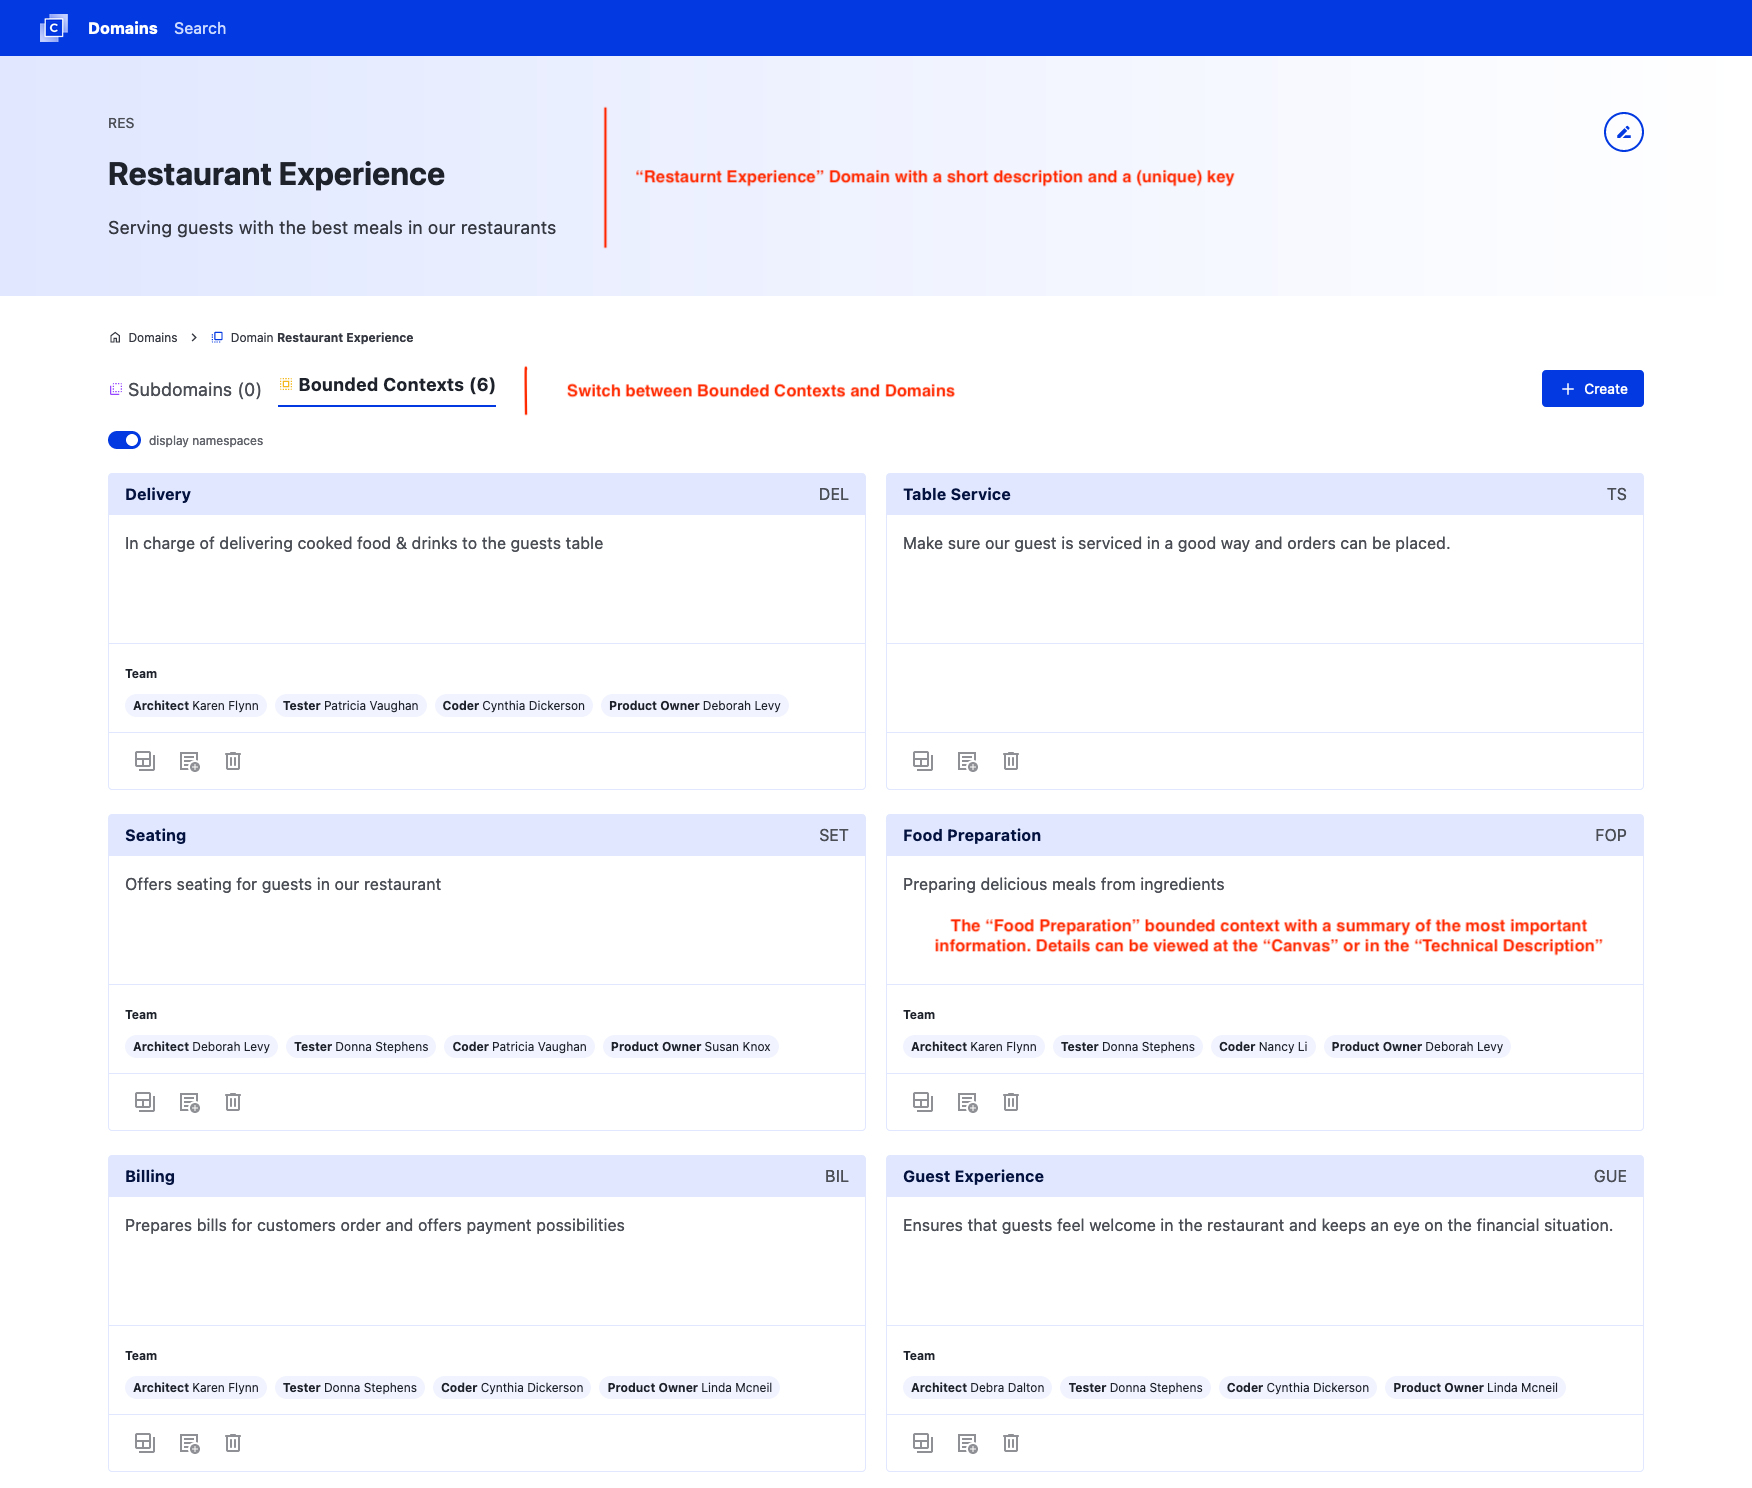 C Domains Search
RES
Restaurant Experience
Serving guests with the best meals in our restaurants
“Restaurnt Experience” Domain with a short description and a (unique) key
Domains > Domain Restaurant Experience
Subdomains (0) Bounded Contexts (6)
Switch between Bounded Contexts and Domains
+ Create
display namespaces
Delivery DEL
In charge of delivering cooked food & drinks to the guests table
Team
Architect Karen Flynn Tester Patricia Vaughan Coder Cynthia Dickerson Product Owner Deborah Levy
Table Service TS
Make sure our guest is serviced in a good way and orders can be placed.
Seating SET
Offers seating for guests in our restaurant
Team
Architect Deborah Levy Tester Donna Stephens Coder Patricia Vaughan Product Owner Susan Knox
Food Preparation FOP
Preparing delicious meals from ingredients
The “Food Preparation” bounded context with a summary of the most important
information. Details can be viewed at the “Canvas” or in the “Technical Description”
Team
Architect Karen Flynn Tester Donna Stephens Coder Nancy Li Product Owner Deborah Levy
Billing BIL
Prepares bills for customers order and offers payment possibilities
Team
Architect Karen Flynn Tester Donna Stephens Coder Cynthia Dickerson Product Owner Linda Mcneil
Guest Experience GUE
Ensures that guests feel welcome in the restaurant and keeps an eye on the financial situation.
Team
Architect Debra Dalton Tester Donna Stephens Coder Cynthia Dickerson Product Owner Linda Mcneil